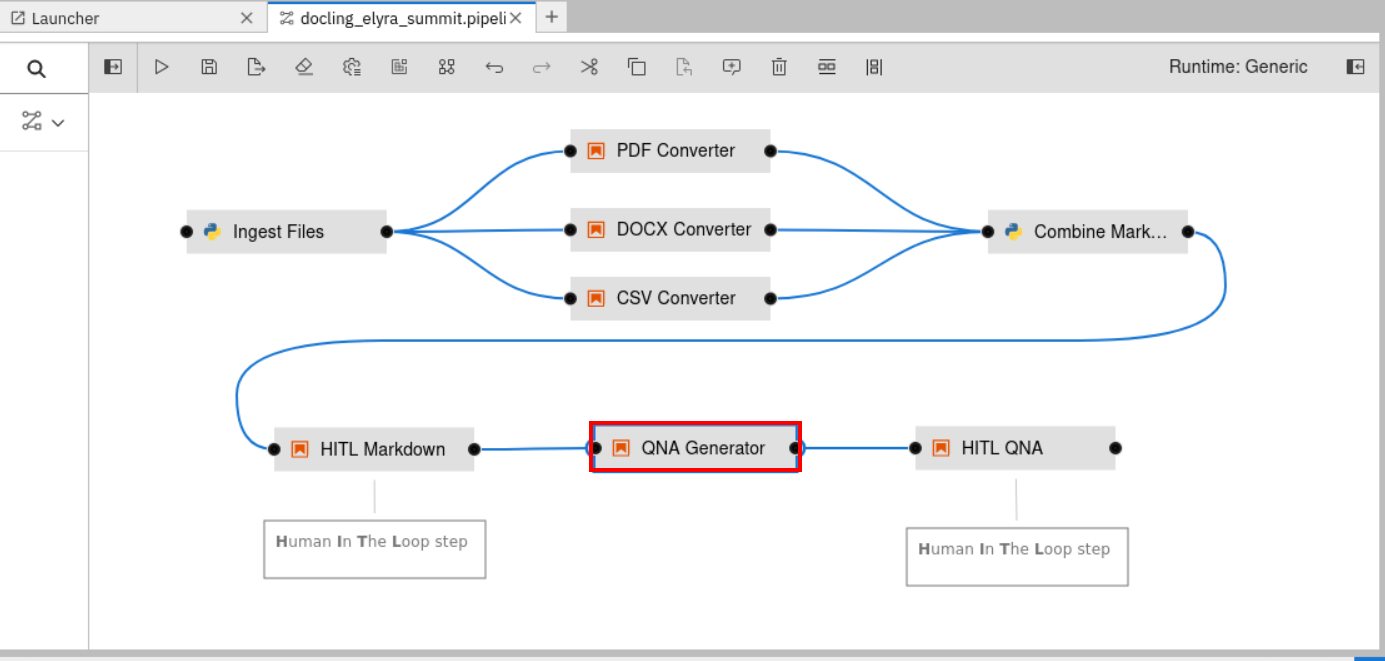 Launcher
docling_elyra_summit.pipeli
Runtime: Generic
PDF Converter
Ingest Files
DOCX Converter
Combine Mark...
CSV Converter
HITL Markdown
QNA Generator
HITL QNA
Human In The Loop step
Human In The Loop step